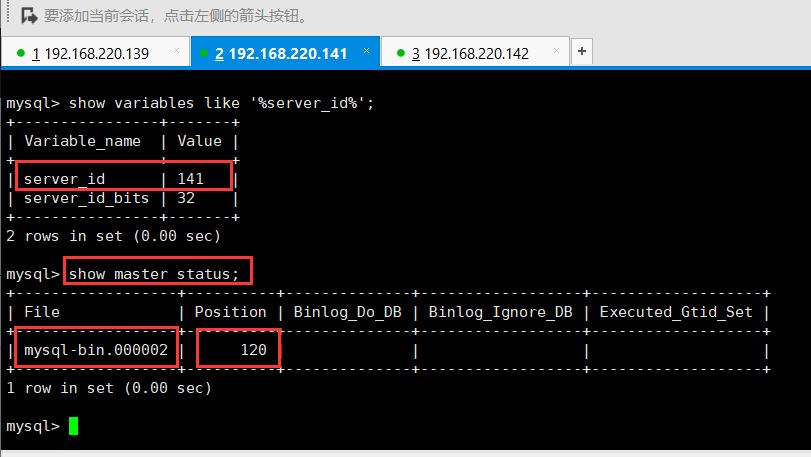 要添加当前会话，点击左侧的箭头按钮。
1 192.168.220.139 × 2 192.168.220.141 × 3 192.168.220.142 × +
mysql> show variables like '%server_id%';
+----------------+-------+
| Variable_name  | Value |
+----------------+-------+
| server_id      | 141   |
| server_id_bits | 32    |
+----------------+-------+
2 rows in set (0.00 sec)
mysql> show master status;
+------------------+----------+--------------+------------------+-------------------+
| File             | Position | Binlog_Do_DB | Binlog_Ignore_DB | Executed_Gtid_Set |
+------------------+----------+--------------+------------------+-------------------+
| mysql-bin.000002 |      120 |              |                  |                   |
+------------------+----------+--------------+------------------+-------------------+
1 row in set (0.00 sec)
mysql>